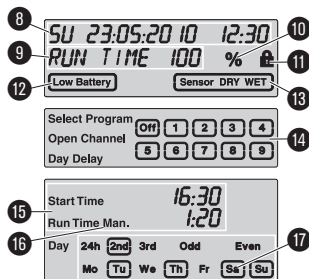 8 SU 23:05:20 10 12:30 10
9 RUN TIME 100 % 11
12 Low Battery Sensor DRY WET 13
Select Program Off 1 2 3 4
Open Channel 14
Day Delay 5 6 7 8 9
15 Start Time 16:30
16 Run Time Man. 1:20
Day 24h 2nd 3rd Odd Even 17
Mo Tu We Th Fr Sa Su